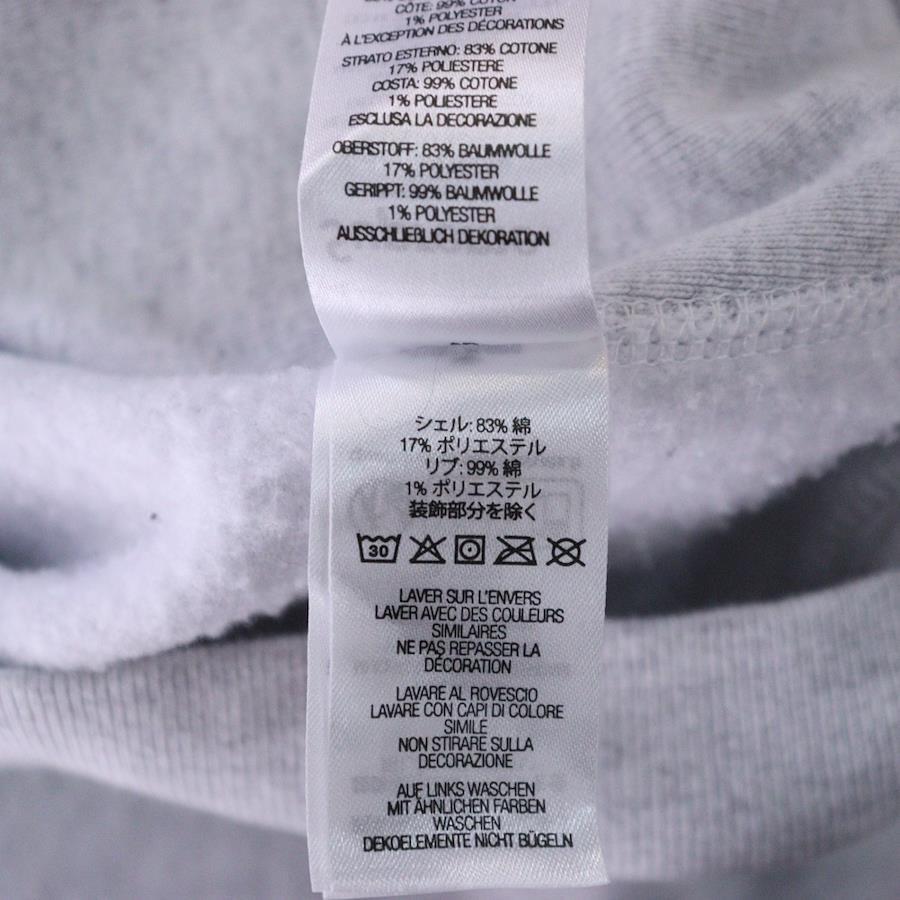 CÔTE: 99% COTON
1% POLYESTER
À L'EXCEPTION DES DÉCORATIONS
STRATO ESTERNO: 83% COTONE
17% POLIESTERE
COSTA: 99% COTONE
1% POLIESTERE
ESCLUSA LA DECORAZIONE
OBERSTOFF: 83% BAUMWOLLE
17% POLYESTER
GERIPPT: 99% BAUMWOLLE
1% POLYESTER
AUSSCHLIEßLICH DEKORATION
シェル: 83% 綿
17% ポリエステル
リブ: 99% 綿
1% ポリエステル
装飾部分を除く
30
LAVER SUR L'ENVERS
LAVER AVEC DES COULEURS
SIMILAIRES
NE PAS REPASSER LA
DÉCORATION
LAVARE AL ROVESCIO
LAVARE CON CAPI DI COLORE
SIMILE
NON STIRARE SULLA
DECORAZIONE
AUF LINKS WASCHEN
MIT ÄHNLICHEN FARBEN
WASCHEN
DEKOELEMENTE NICHT BÜGELN